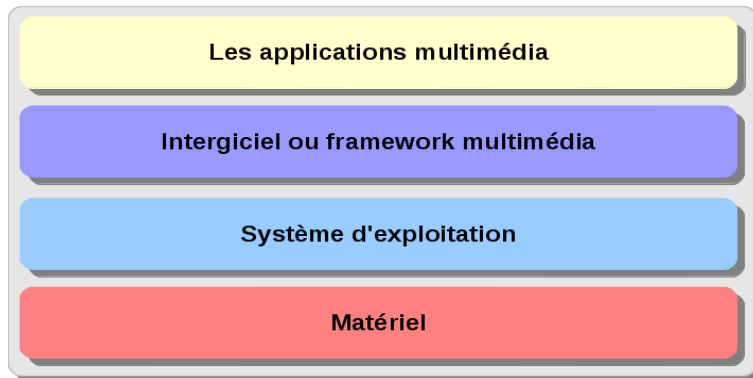 Les applications multimédia
Intergiciel ou framework multimédia
Système d'exploitation
Matériel